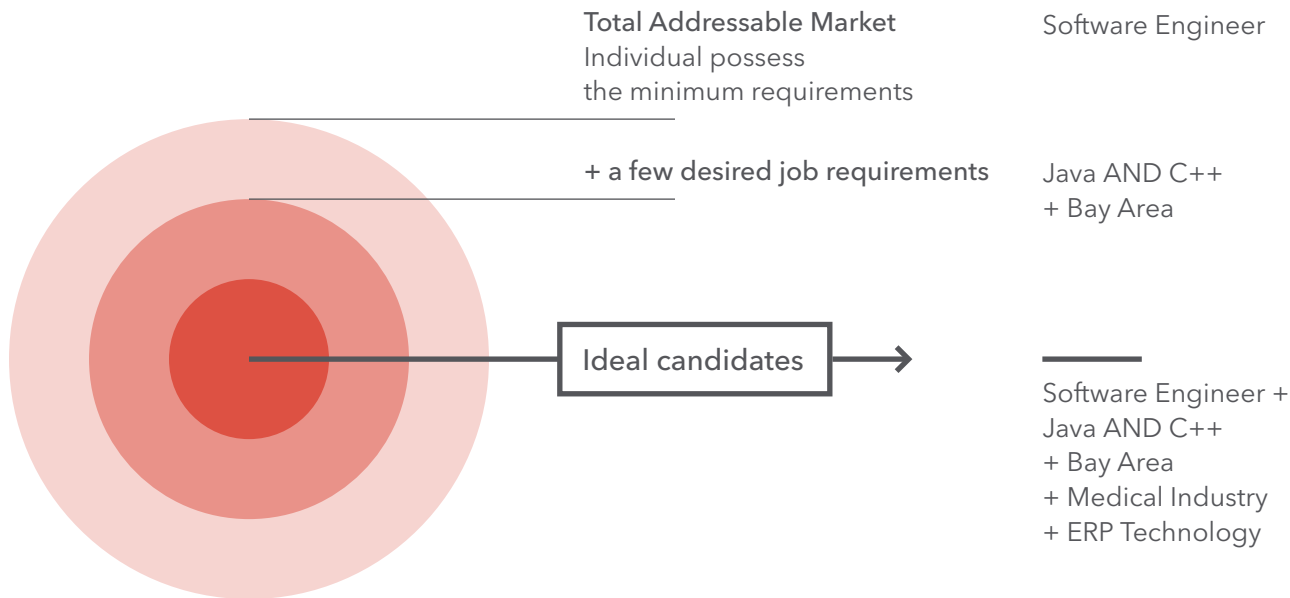 Total Addressable Market
Individual possess
the minimum requirements
Software Engineer
+ a few desired job requirements
Java AND C++
+ Bay Area
Ideal candidates
Software Engineer +
Java AND C++
+ Bay Area
+ Medical Industry
+ ERP Technology